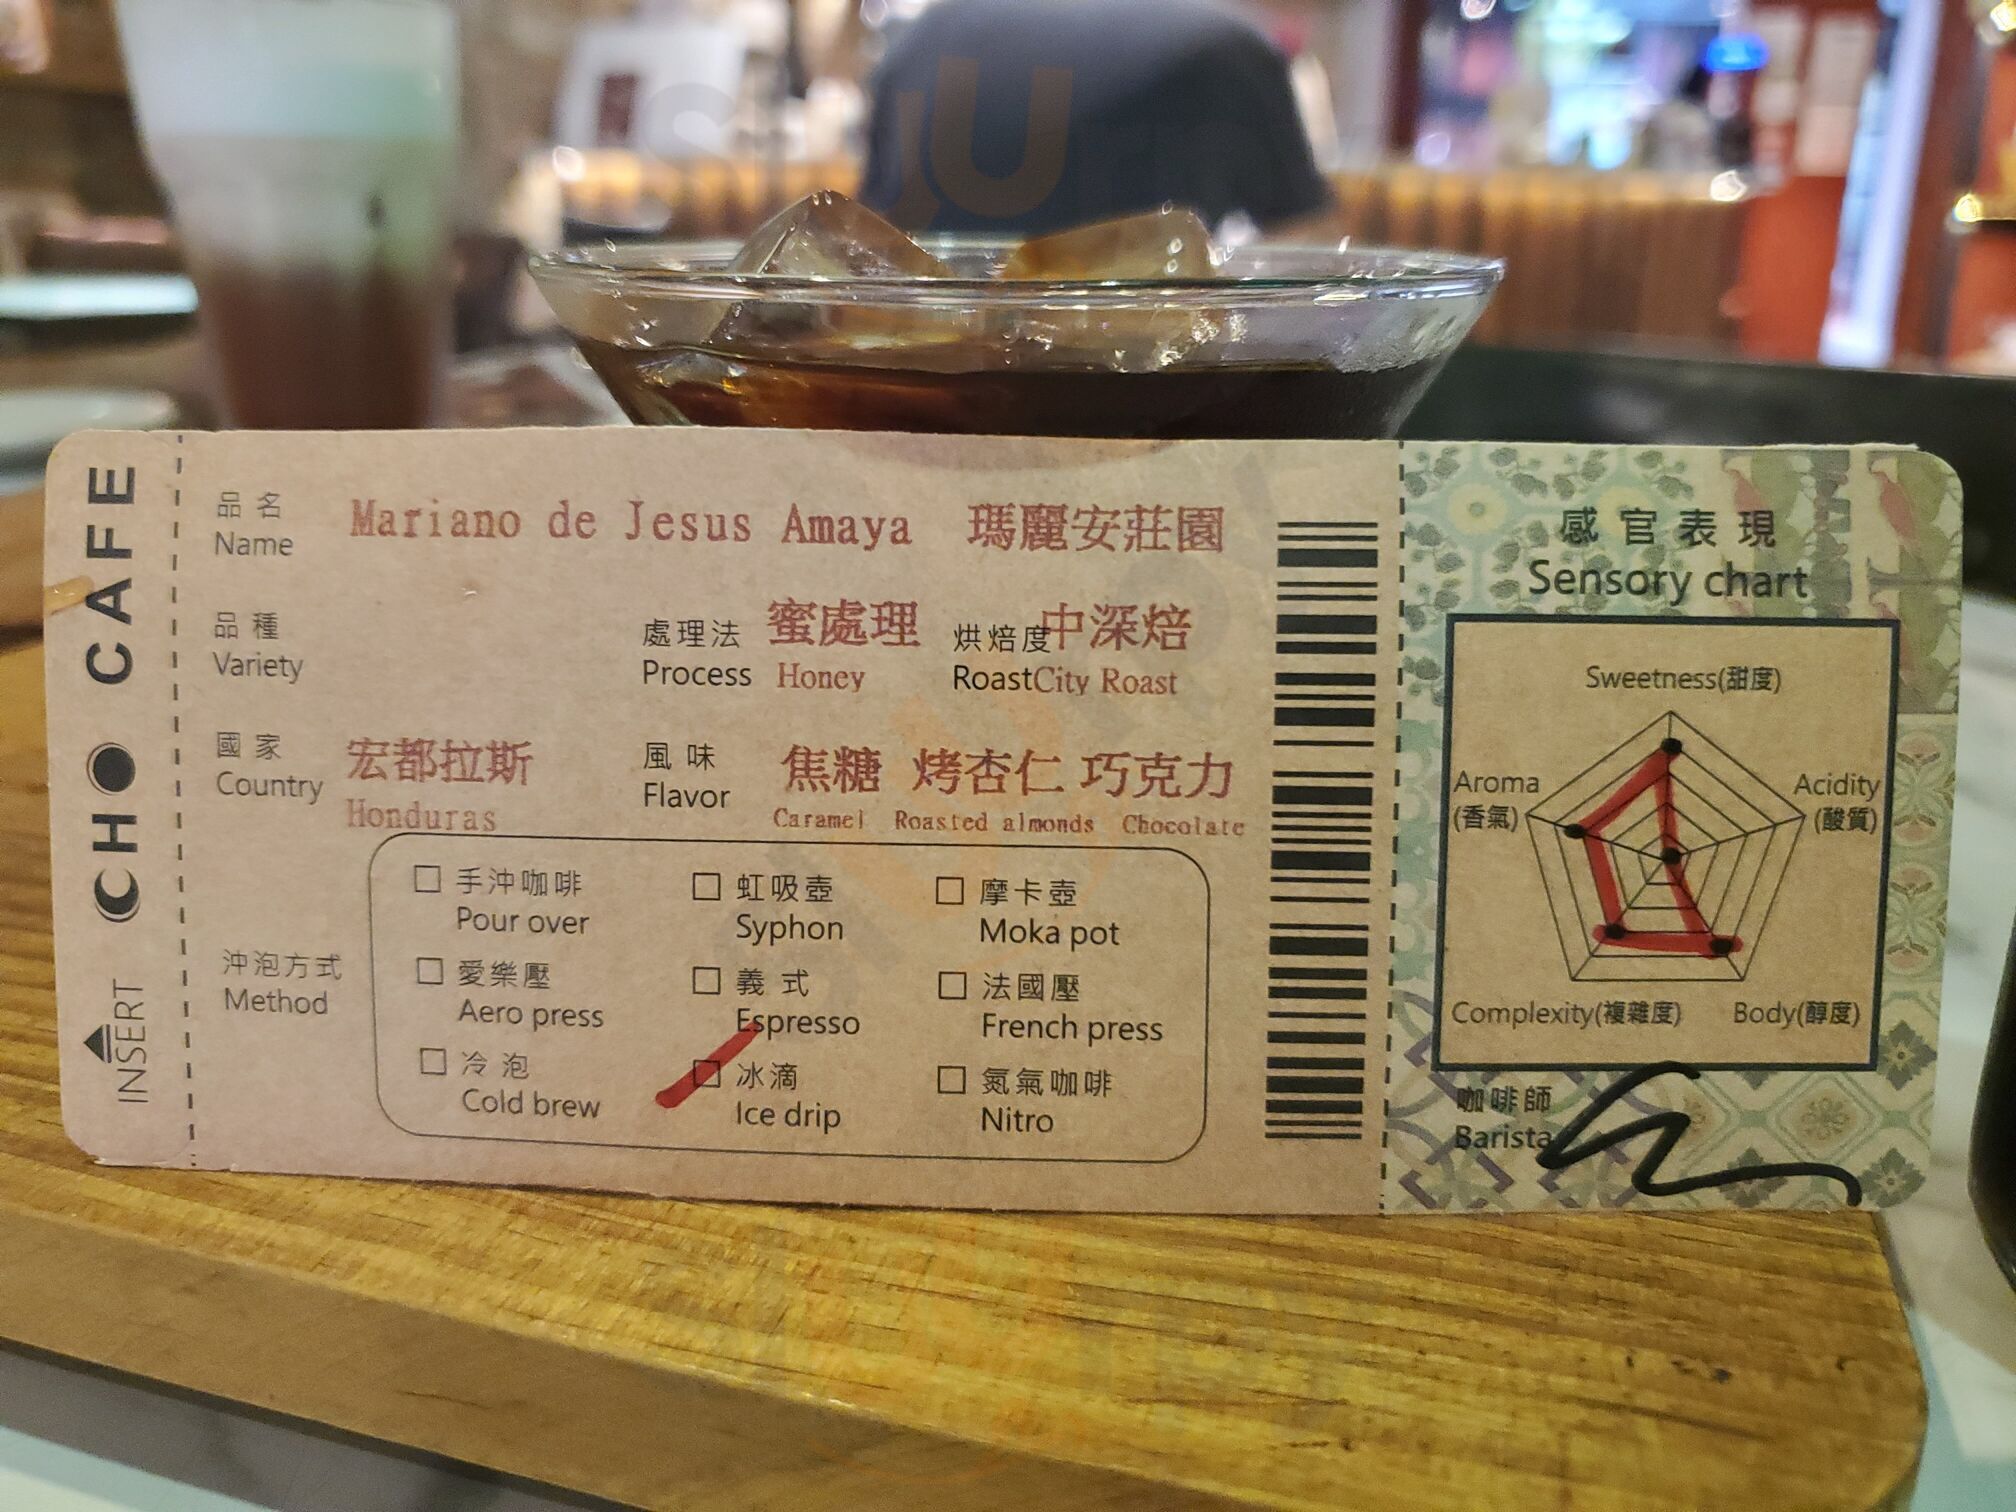 CHO CAFE
INSERT
品名 Mariano de Jesus Amaya 瑪麗安莊園
Name
品種 處理法 蜜處理 烘焙度 中深焙
Variety Process Honey Roast City Roast
國家 宏都拉斯 風味 焦糖 烤杏仁 巧克力
Country Honduras Flavor Caramel Roasted almonds Chocolate
沖泡方式
Method
手沖咖啡 虹吸壺 摩卡壺
Pour over Syphon Moka pot
愛樂壓 義式 法國壓
Aero press Espresso French press
冷泡 冰滴 氮氣咖啡
Cold brew Ice drip Nitro
感官表現
Sensory chart
Sweetness(甜度)
Aroma Acidity
(香氣) (酸質)
Complexity(複雜度) Body(醇度)
咖啡師
Barista